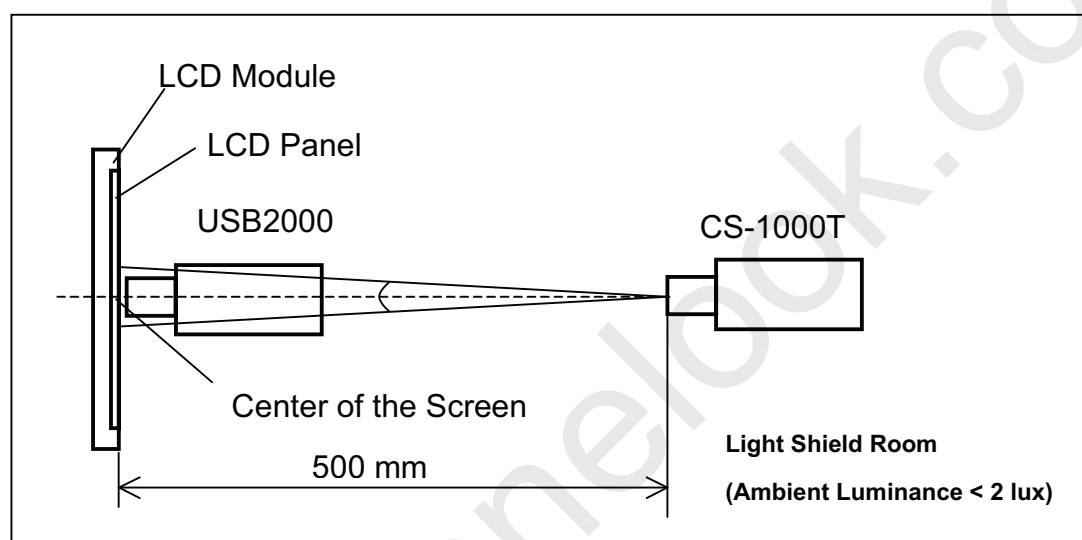 LCD Module
LCD Panel
USB2000
CS-1000T
Center of the Screen
500 mm
Light Shield Room
(Ambient Luminance < 2 lux)